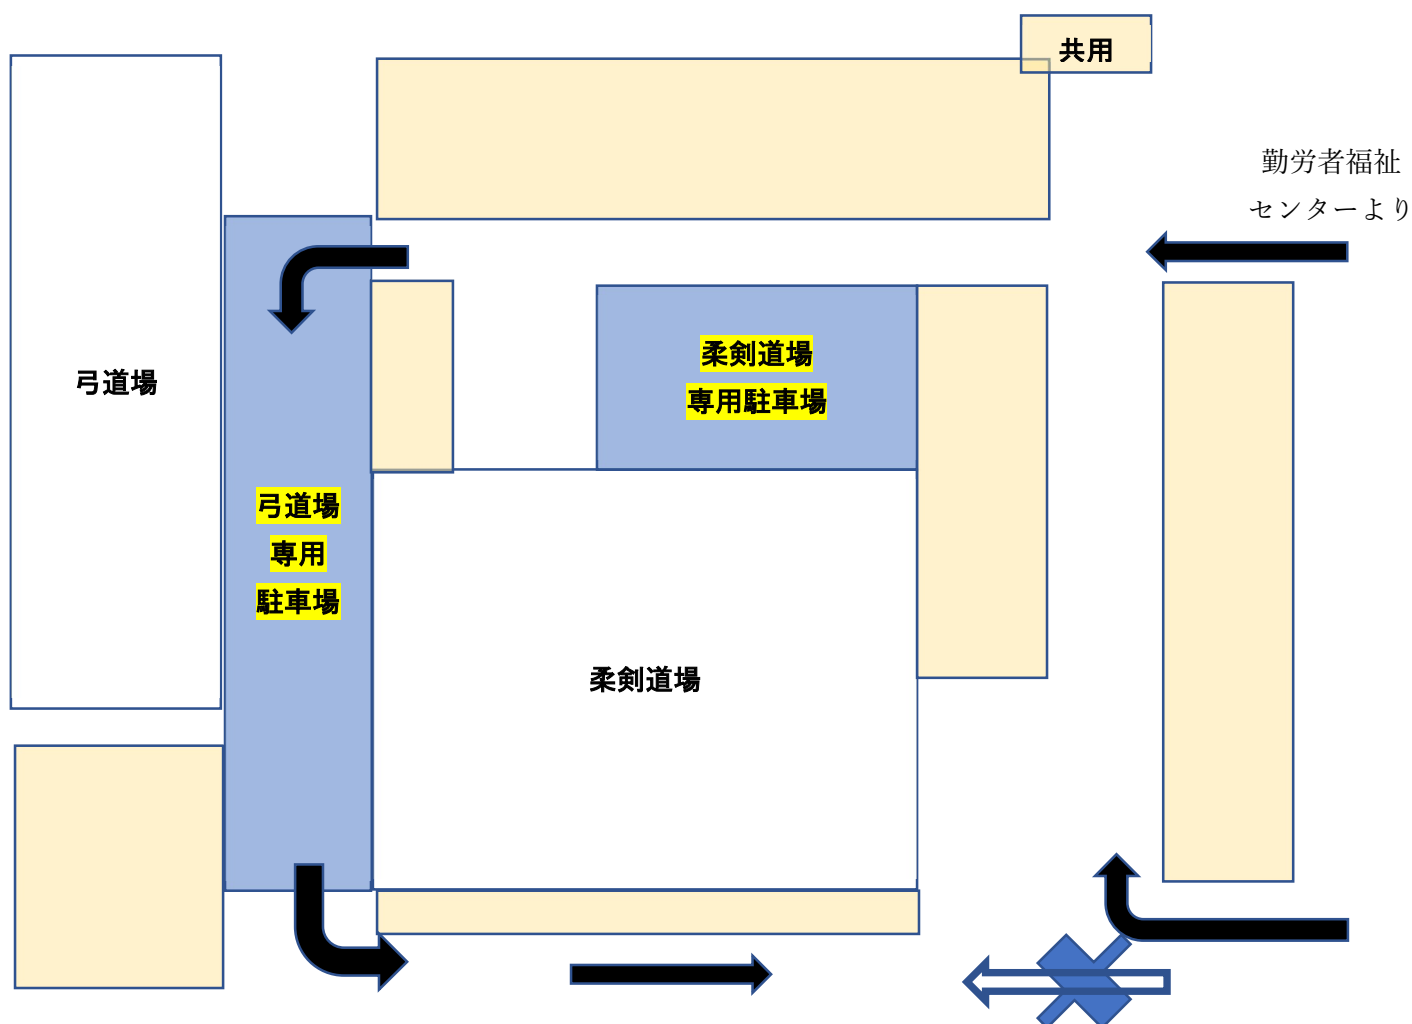 共用
勤労者福祉
センターより
柔剣道場
専用駐車場
弓道場
弓道場
専用
駐車場
柔剣道場